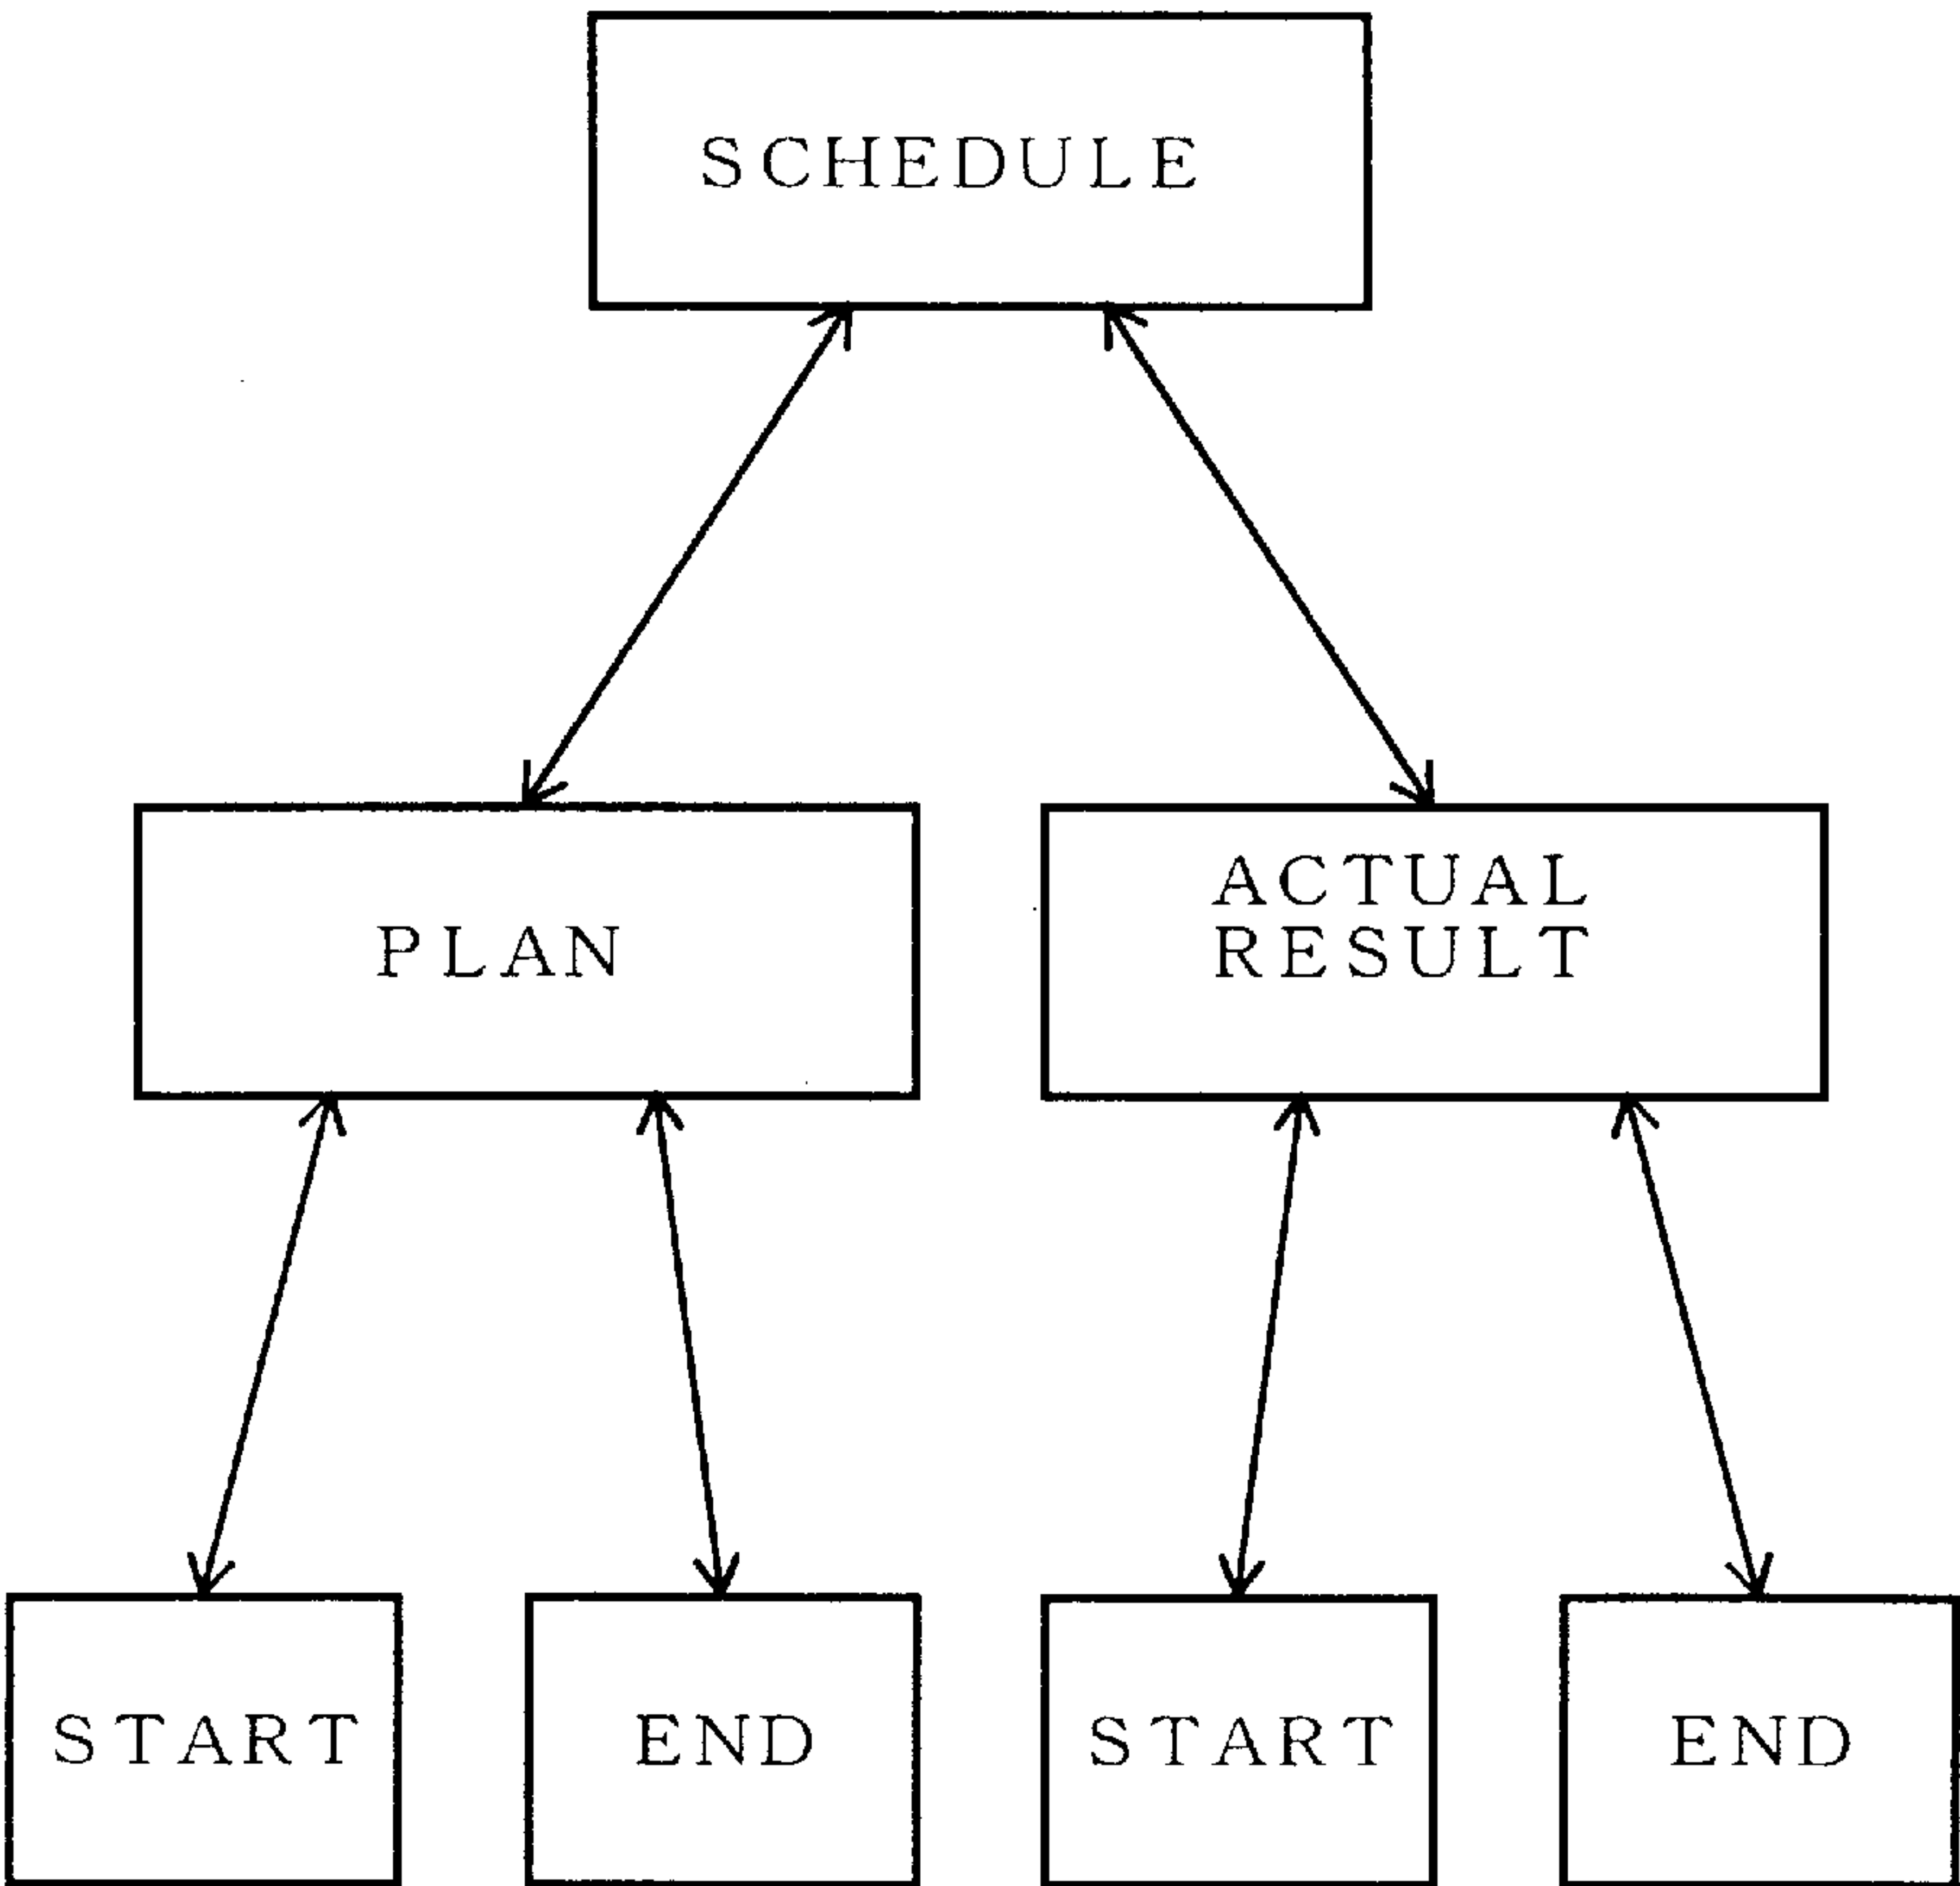 SCHEDULE
PLAN
ACTUAL
RESULT
START
END
START
END